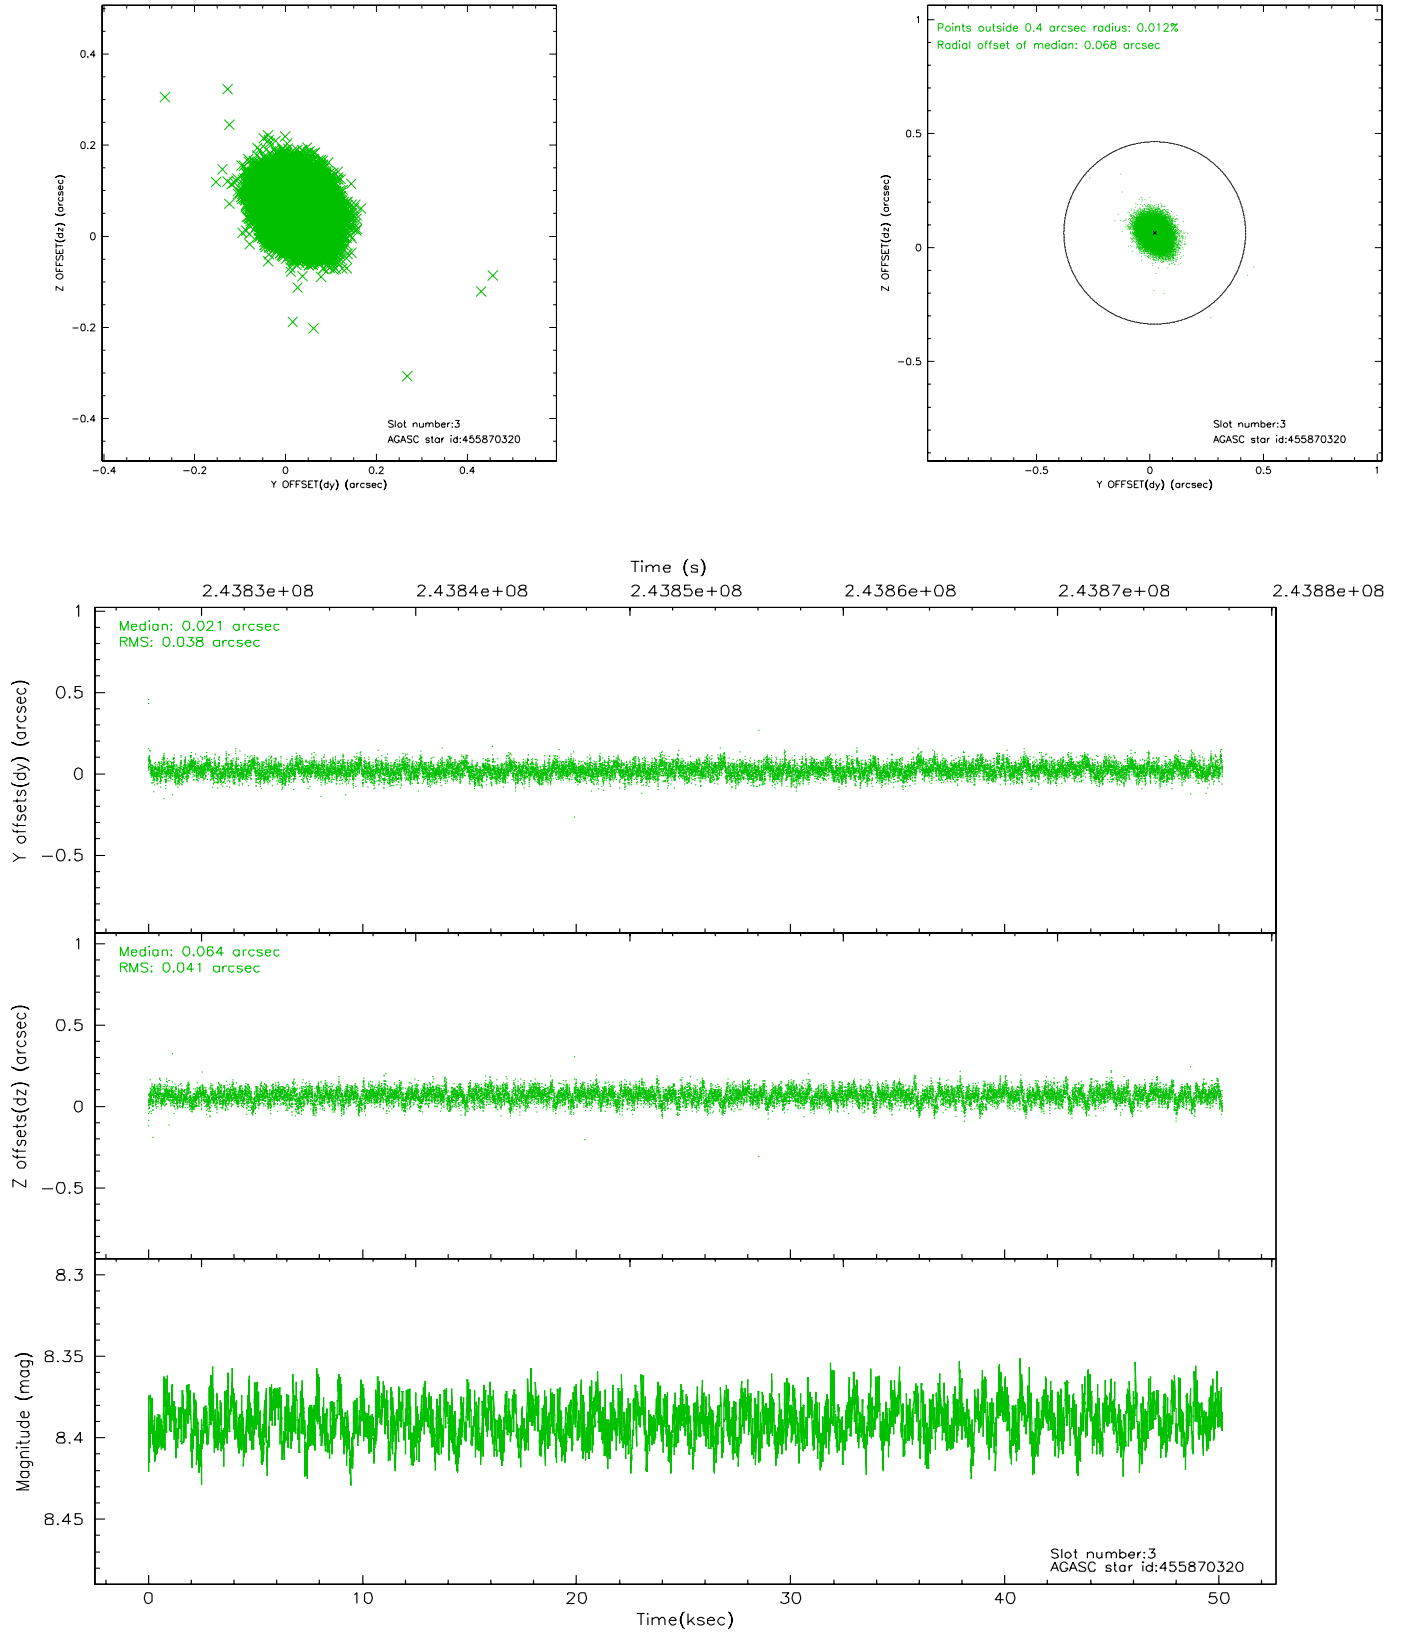 0.4
0.2
0
-0.2
-0.4
Z OFFSET(dz) (arcsec)
Slot number:3
AGASC star id:455870320
-0.4 -0.2 0 0.2 0.4
Y OFFSET(dy) (arcsec)
Points outside 0.4 arcsec radius: 0.012%
Radial offset of median: 0.068 arcsec
1
0.5
0
-0.5
Z OFFSET(dz) (arcsec)
Slot number:3
AGASC star id:455870320
-0.5 0 0.5 1
Y OFFSET(dy) (arcsec)
Time (s)
2.4383e+08 2.4384e+08 2.4385e+08 2.4386e+08 2.4387e+08 2.4388e+08
Median: 0.021 arcsec
RMS: 0.038 arcsec
1
0.5
0
-0.5
Y offsets(dy) (arcsec)
Median: 0.064 arcsec
RMS: 0.041 arcsec
1
0.5
0
-0.5
Z offsets(dz) (arcsec)
8.3
8.35
8.4
8.45
Magnitude (mag)
Slot number:3
AGASC star id:455870320
0 10 20 30 40 50
Time(ksec)